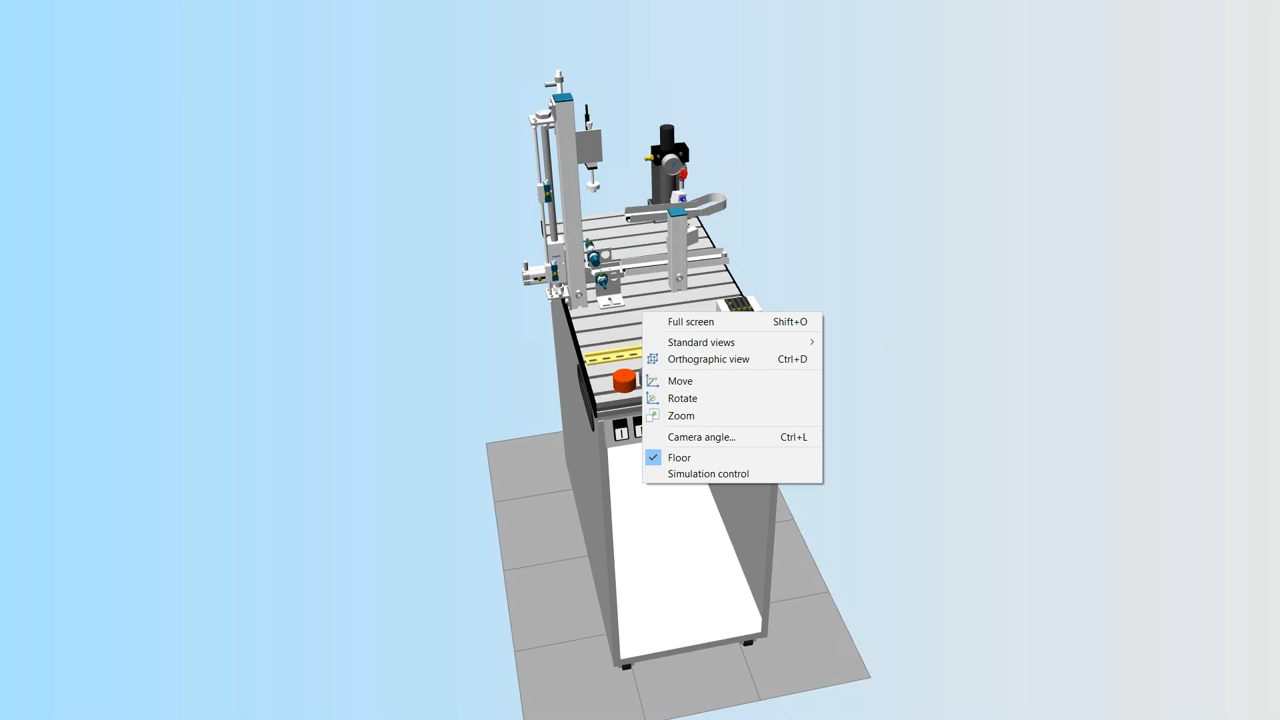 Full screen Shift+O
Standard views
Orthographic view Ctrl+D
Move
Rotate
Zoom
Camera angle... Ctrl+L
Floor
Simulation control